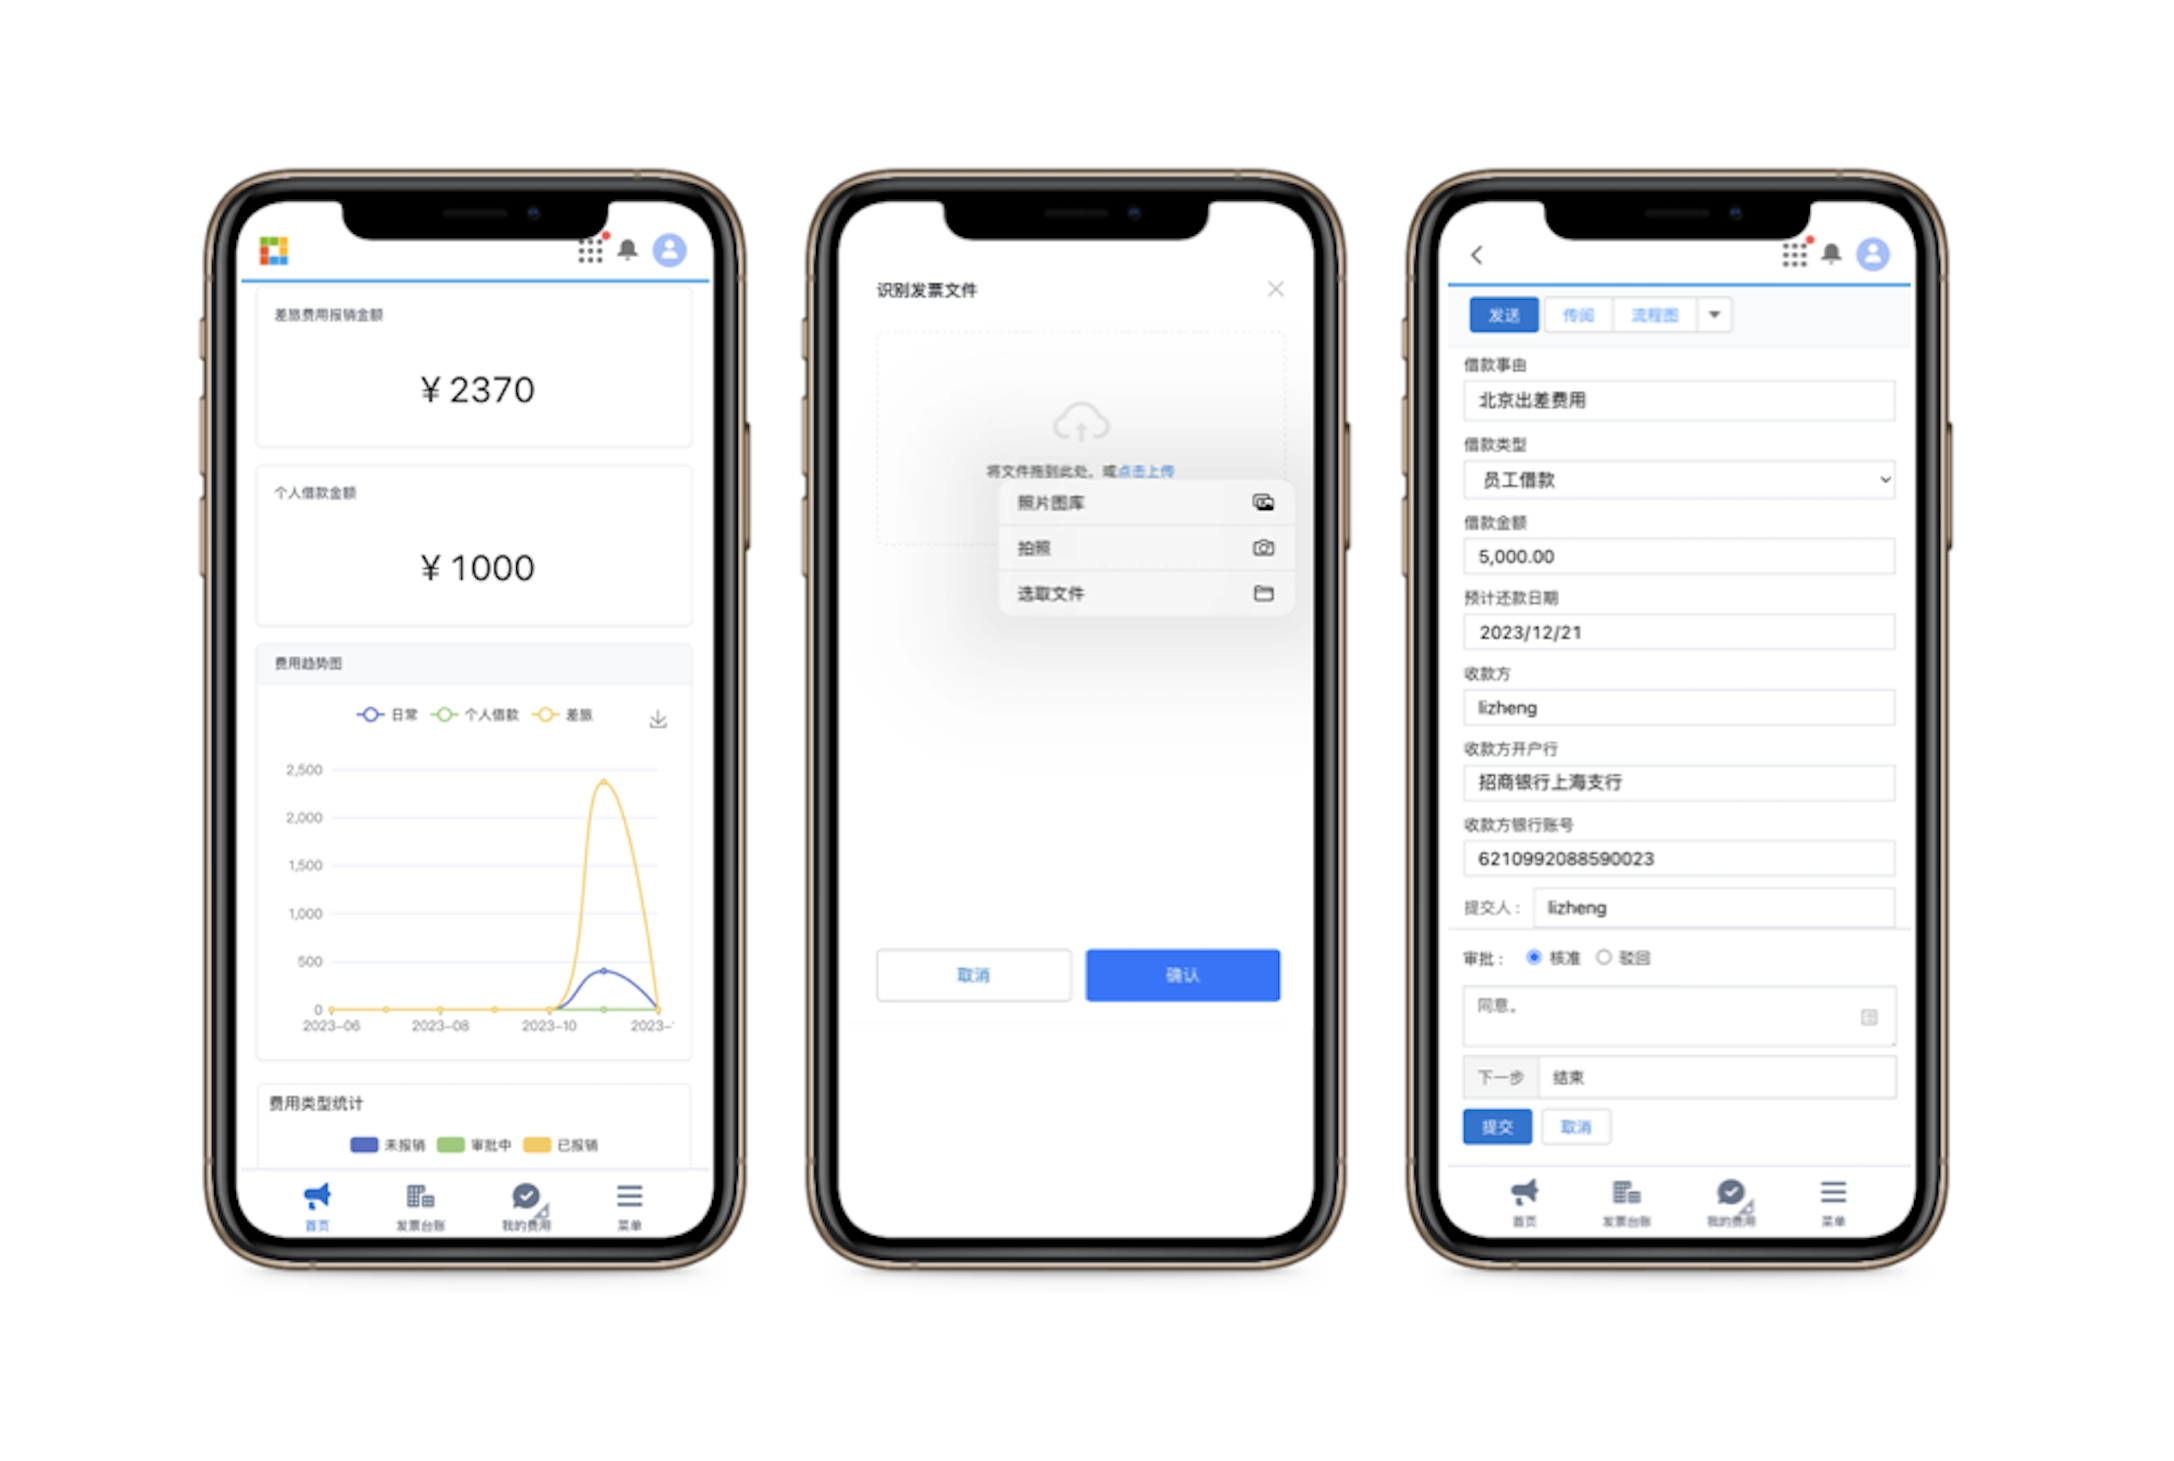 差旅费用报销金额
¥ 2370
个人借款金额
¥ 1000
费用趋势图
日常 个人借款 差旅
2,500
2,000
1,500
1,000
500
0
2023-06 2023-08 2023-10 2023-
费用类型统计
未报销 审批中 已报销
首页 发票台账 我的费用 菜单
识别发票文件
将文件拖到此处，或点击上传
照片图库
拍照
选取文件
取消 确认
发送 传阅 流程图
借款事由
北京出差费用
借款类型
员工借款
借款金额
5,000.00
预计还款日期
2023/12/21
收款方
lizheng
收款方开户行
招商银行上海支行
收款方银行账号
6210992088590023
提交人： lizheng
审批： 核准 驳回
同意。
下一步 结束
提交 取消
首页 发票台账 我的费用 菜单